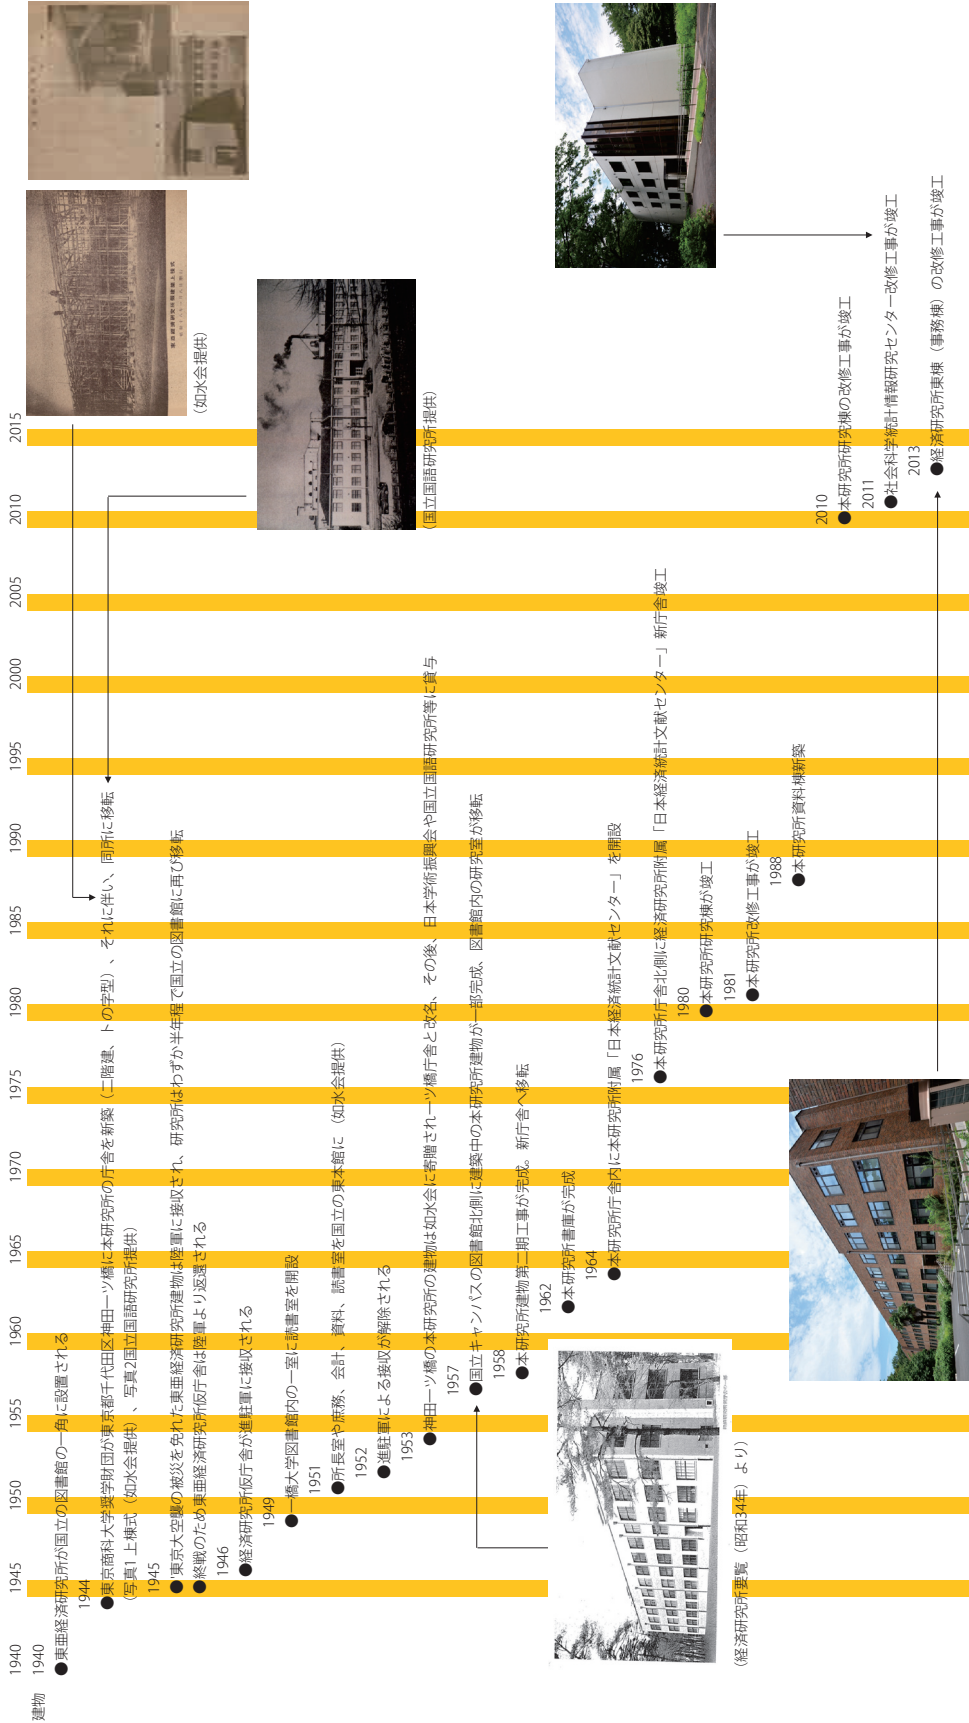 建物
1940 1945 1950 1955 1960 1965 1970 1975 1980 1985 1990 1995 2000 2005 2010 2015
1940
●東亜経済研究所が国立の図書館の一角に設置される
1944
●東京商科大学奨学財団が東京都千代田区神田一ツ橋に本研究所の庁舎を新築（二階建、トの字型）、それに伴い、同所に移転
（写真1 上棟式（如水会提供）、写真2国立国語研究所提供）
1945
●'東京大空襲の被災を免れた東亜経済研究所建物は陸軍に接収され、研究所はわずか半年程で国立の図書館に再び移転
●終戦のため東亜経済研究所仮庁舎は陸軍より返還される
1946
●経済研究所仮庁舎が進駐軍に接収される
1949
●一橋大学図書館内の一室に読書室を開設
1951
●所長室や庶務、会計、資料、読書室を国立の東本館に（如水会提供）
1952
●進駐軍による接収が解除される
1953
●神田一ツ橋の本研究所の建物は如水会に寄贈され一ツ橋庁舎と改名、その後、日本学術振興会や国立国語研究所等に貸与
1957
●国立キャンパスの図書館北側に建築中の本研究所建物が一部完成、図書館内の研究室が移転
1958
●本研究所建物第二期工事が完成。新庁舎へ移転
1962
●本研究所書庫が完成
1964
●本研究所庁舎内に本研究所附属「日本経済統計文献センター」を開設
1976
●本研究所庁舎北側に経済研究所附属「日本経済統計文献センター」新庁舎竣工
1980
●本研究所研究棟が竣工
1981
●本研究所改修工事が竣工
1988
●本研究所資料棟新築
2010
●本研究所研究棟の改修工事が竣工
2011
●社会科学統計情報研究センター改修工事が竣工
2013
●経済研究所東棟（事務棟）の改修工事が竣工
（如水会提供）
（国立国語研究所提供）
（経済研究所要覧（昭和34年）より）